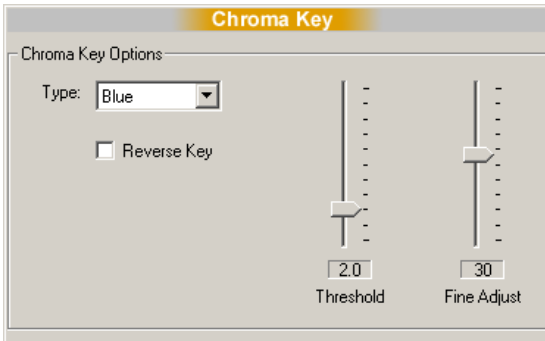 Chroma Key
Chroma Key Options
Type: Blue
Reverse Key
2.0 30
Threshold Fine Adjust